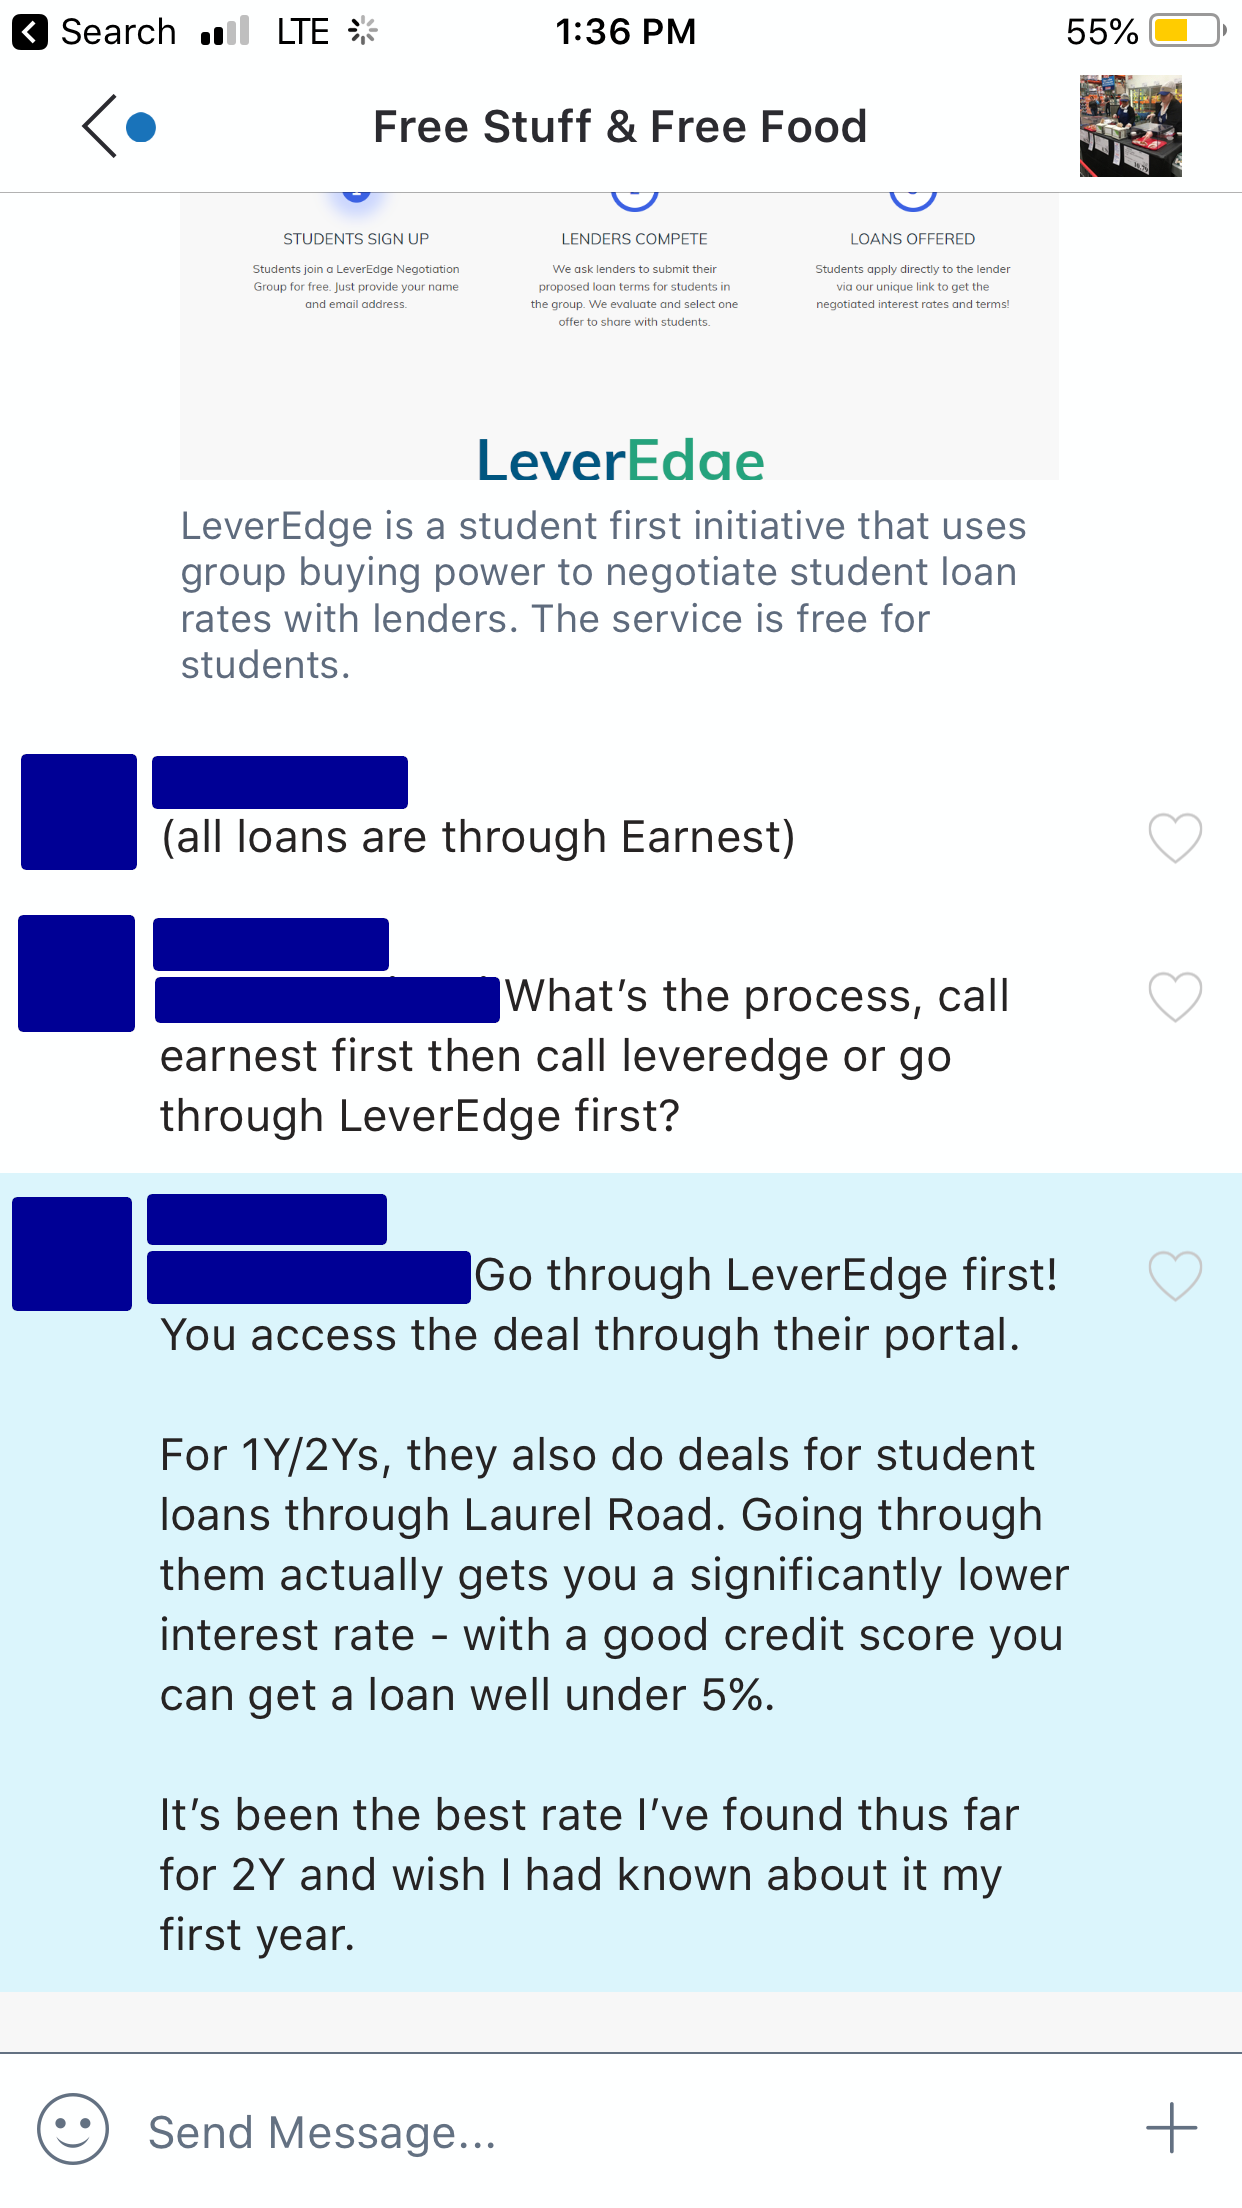 Search LTE 1:36 PM 55%
Free Stuff & Free Food
STUDENTS SIGN UP
Students join a LeverEdge Negotiation
Group for free. Just provide your name
and email address.
LENDERS COMPETE
We ask lenders to submit their
proposed loan terms for students in
the group. We evaluate and select one
offer to share with students.
LOANS OFFERED
Students apply directly to the lender
via our unique link to get the
negotiated interest rates and terms!
LeverEdge
LeverEdge is a student first initiative that uses
group buying power to negotiate student loan
rates with lenders. The service is free for
students.
(all loans are through Earnest)
What’s the process, call
earnest first then call leveredge or go
through LeverEdge first?
Go through LeverEdge first!
You access the deal through their portal.
For 1Y/2Ys, they also do deals for student
loans through Laurel Road. Going through
them actually gets you a significantly lower
interest rate - with a good credit score you
can get a loan well under 5%.
It’s been the best rate I’ve found thus far
for 2Y and wish I had known about it my
first year.
Send Message...